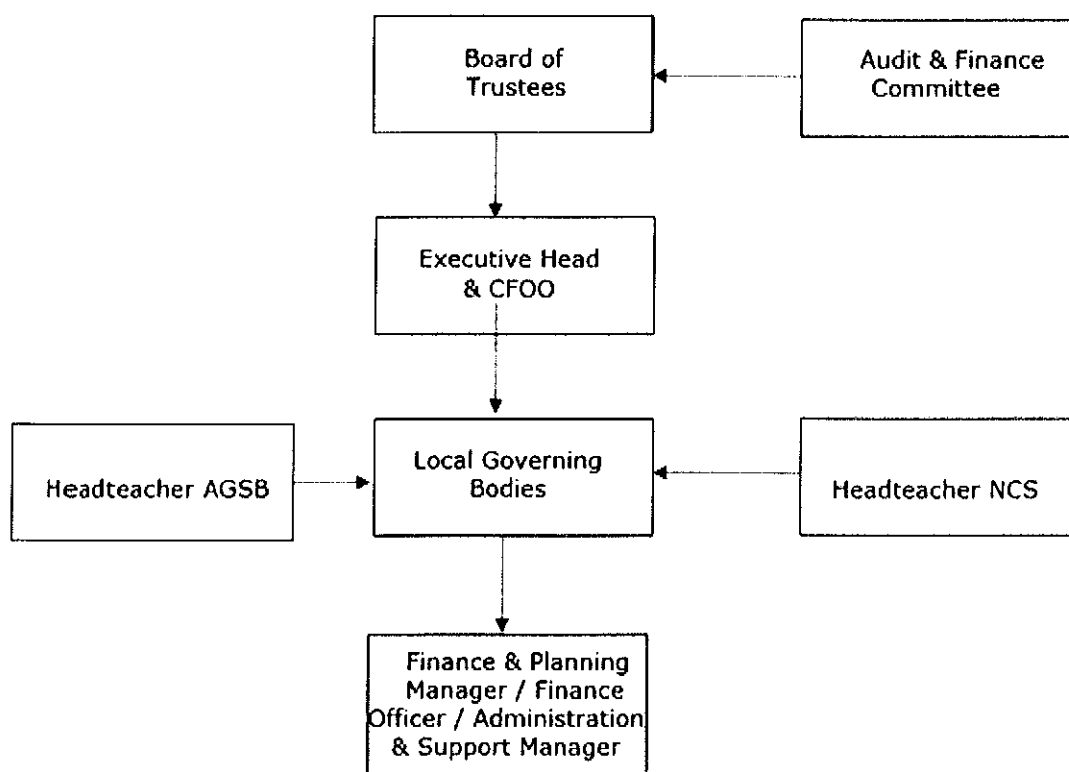 Board of
Trustees
Audit & Finance
Committee
Executive Head
& CFOO
Local Governing
Bodies
Headteacher AGSB
Headteacher NCS
Finance & Planning
Manager / Finance
Officer / Administration
& Support Manager